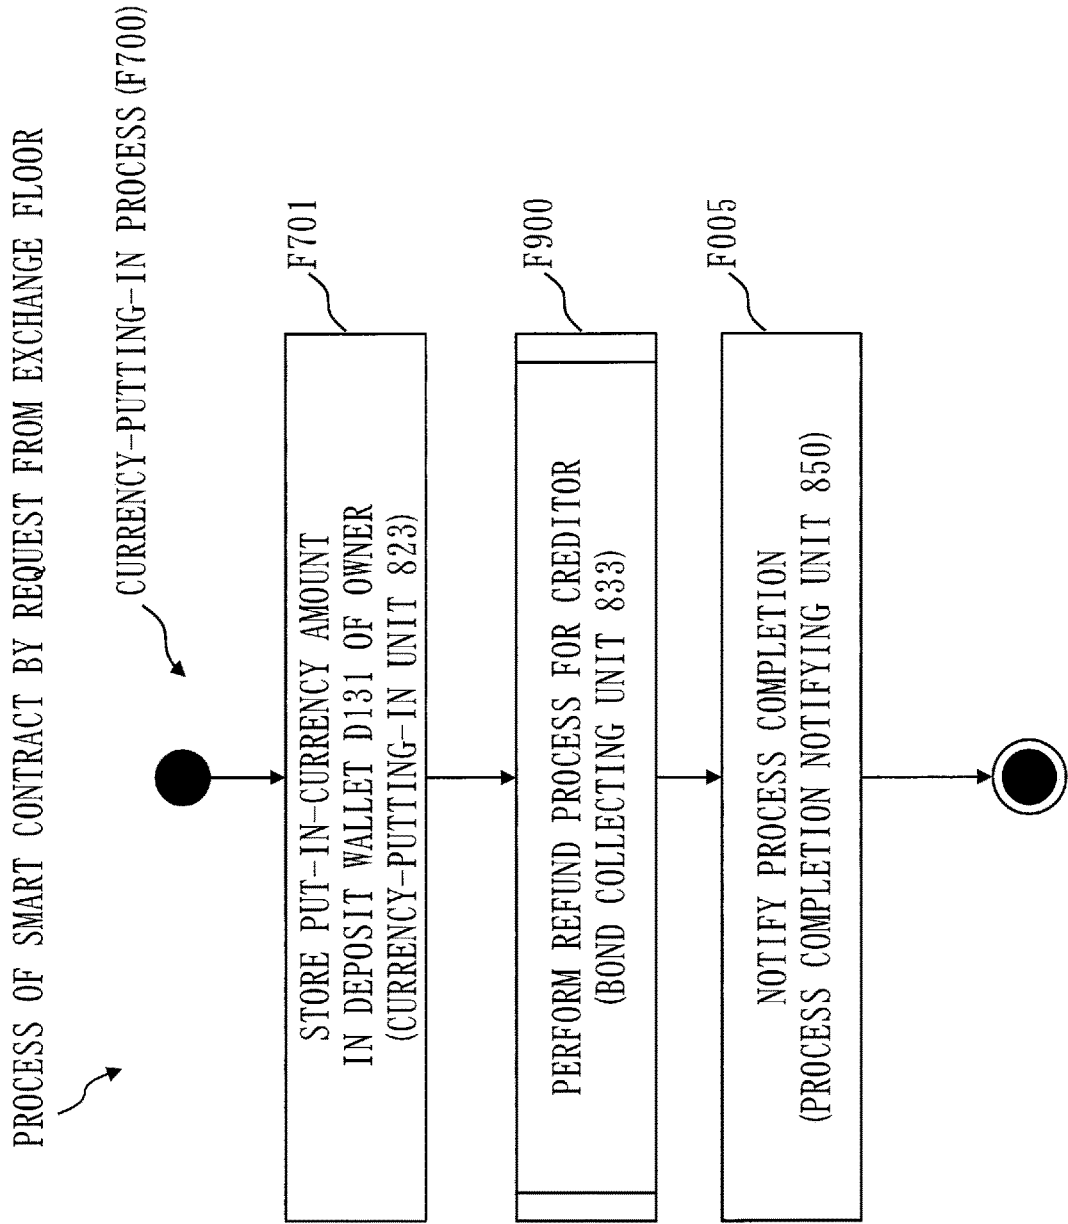 PROCESS OF SMART CONTRACT BY REQUEST FROM EXCHANGE FLOOR
CURRENCY-PUTTING-IN PROCESS (F700)
F701
STORE PUT-IN-CURRENCY AMOUNT
IN DEPOSIT WALLET D131 OF OWNER
(CURRENCY-PUTTING-IN UNIT 823)
F900
PERFORM REFUND PROCESS FOR CREDITOR
(BOND COLLECTING UNIT 833)
F005
NOTIFY PROCESS COMPLETION
(PROCESS COMPLETION NOTIFYING UNIT 850)